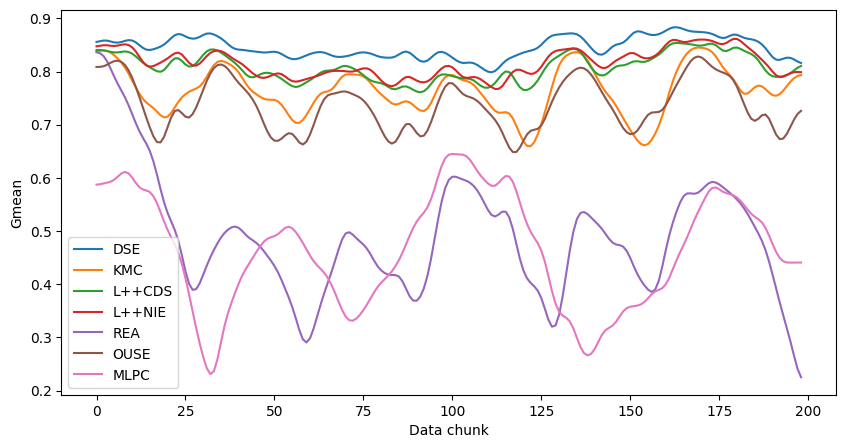 0.9
0.8
0.7
0.6
0.5
0.4
0.3
0.2
Gmean
DSE
KMC
L++CDS
L++NIE
REA
OUSE
MLPC
0 25 50 75 100 125 150 175 200
Data chunk